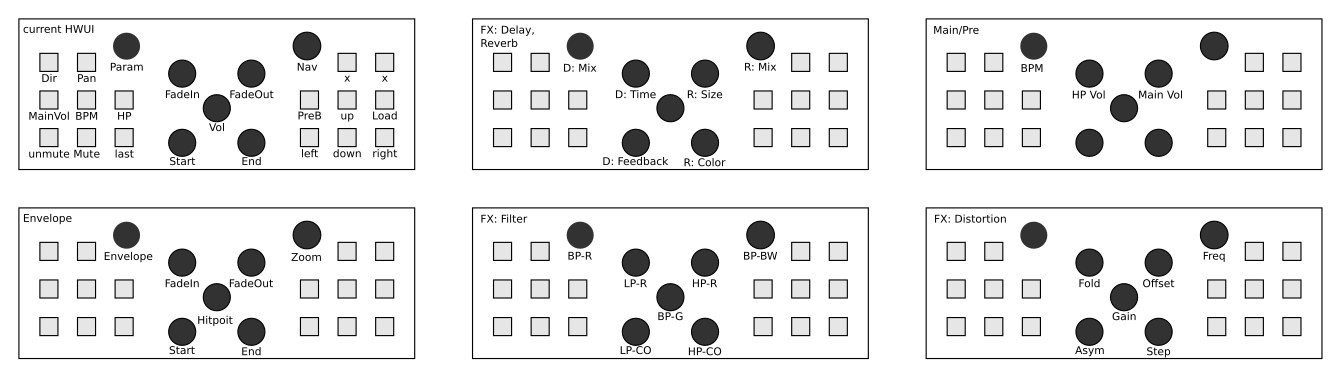 current HWUI
Param
Nav
Dir Pan
x x
FadeIn FadeOut
MainVol BPM HP
Vol
PreB up Load
unmute Mute last
Start End
left down right
FX: Delay,
Reverb
D: Mix
R: Mix
D: Time R: Size
D: Feedback R: Color
Main/Pre
BPM
HP Vol Main Vol
Envelope
Envelope
Zoom
FadeIn FadeOut
Hitpoit
Start End
FX: Filter
BP-R
BP-BW
LP-R HP-R
BP-G
LP-CO HP-CO
FX: Distortion
Freq
Fold Offset
Gain
Asym Step